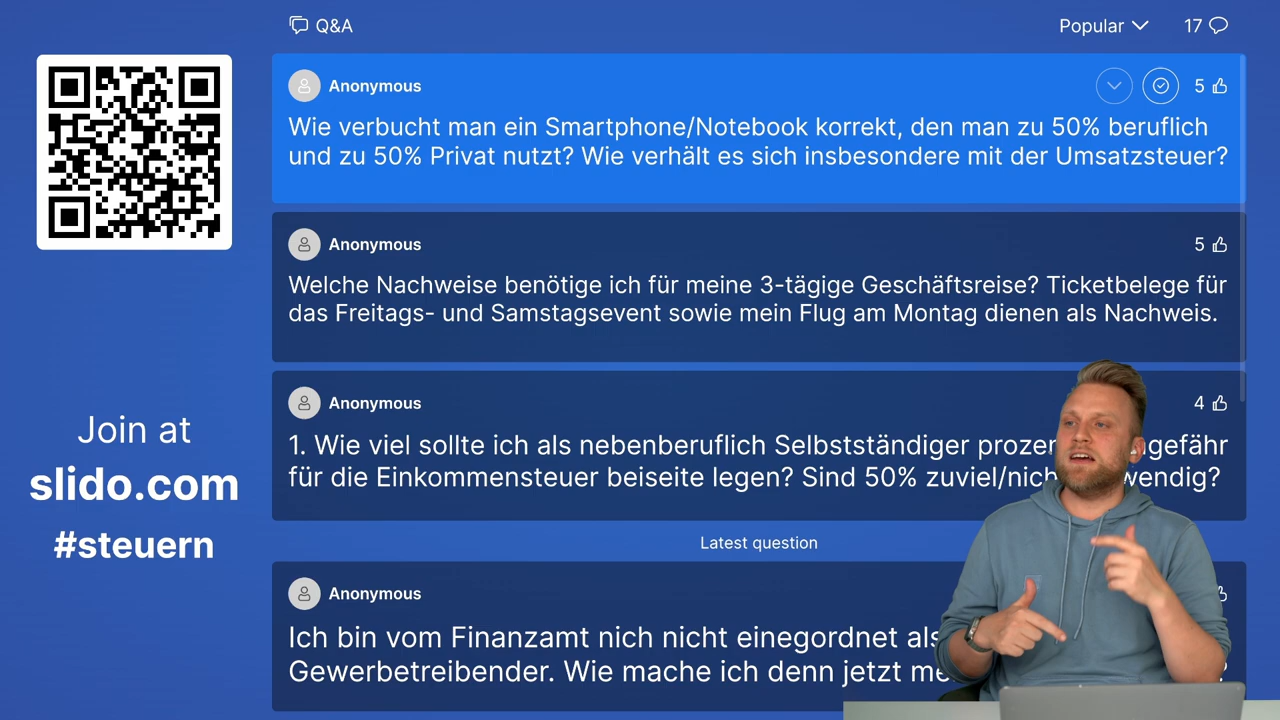 Q&A
Popular
17
Anonymous
5
Wie verbucht man ein Smartphone/Notebook korrekt, den man zu 50% beruflich
und zu 50% Privat nutzt? Wie verhält es sich insbesondere mit der Umsatzsteuer?
Anonymous
5
Welche Nachweise benötige ich für meine 3-tägige Geschäftsreise? Ticketbelege für
das Freitags- und Samstagsevent sowie mein Flug am Montag dienen als Nachweis.
Anonymous
4
1. Wie viel sollte ich als nebenberuflich Selbstständiger
für die Einkommensteuer beiseite legen? Sind 50%
Join at
slido.com
#steuern
Latest question
Anonymous
Ich bin vom Finanzamt nich nicht einegordnet als
Gewerbetreibender. Wie mache ich denn jetzt